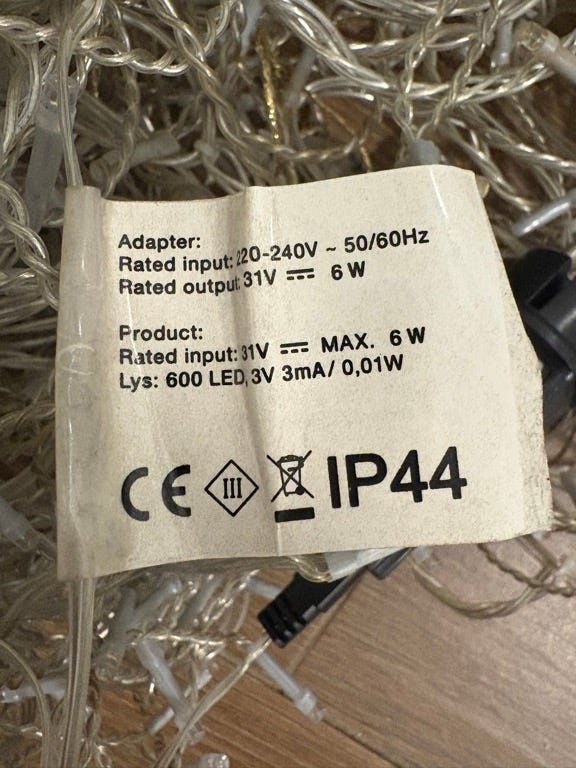 Adapter:
Rated input: 220-240V ~ 50/60Hz
Rated output: 31V ⎓ 6 W
Product:
Rated input: 31V ⎓ MAX. 6 W
Lys: 600 LED, 3V 3mA/ 0,01W
CE III IP44